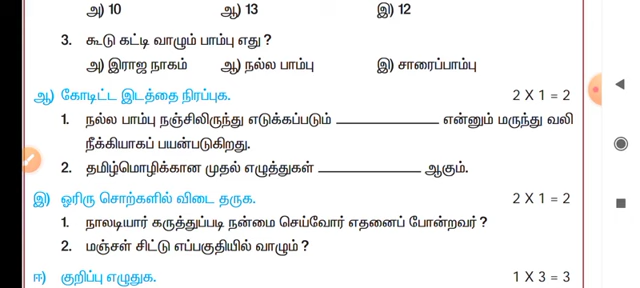 அ) 10 ஆ) 13 இ) 12
3. கூடு கட்டி வாழும் பாம்பு எது ?
அ) இராஜ நாகம் ஆ) நல்ல பாம்பு இ) சாரைப்பாம்பு
ஆ) கோடிட்ட இடத்தை நிரப்புக. 2 X 1 = 2
1. நல்ல பாம்பு நஞ்சிலிருந்து எடுக்கப்படும் ____________ என்னும் மருந்து வலி
நீக்கியாகப் பயன்படுகிறது.
2. தமிழ்மொழிக்கான முதல் எழுத்துகள் ____________ ஆகும்.
இ) ஓரிரு சொற்களில் விடை தருக. 2 X 1 = 2
1. நாலடியார் கருத்துப்படி நன்மை செய்வோர் எதனைப் போன்றவர் ?
2. மஞ்சள் சிட்டு எப்பகுதியில் வாழும் ?
ஈ) குறிப்பு எழுதுக. 1 X 3 = 3